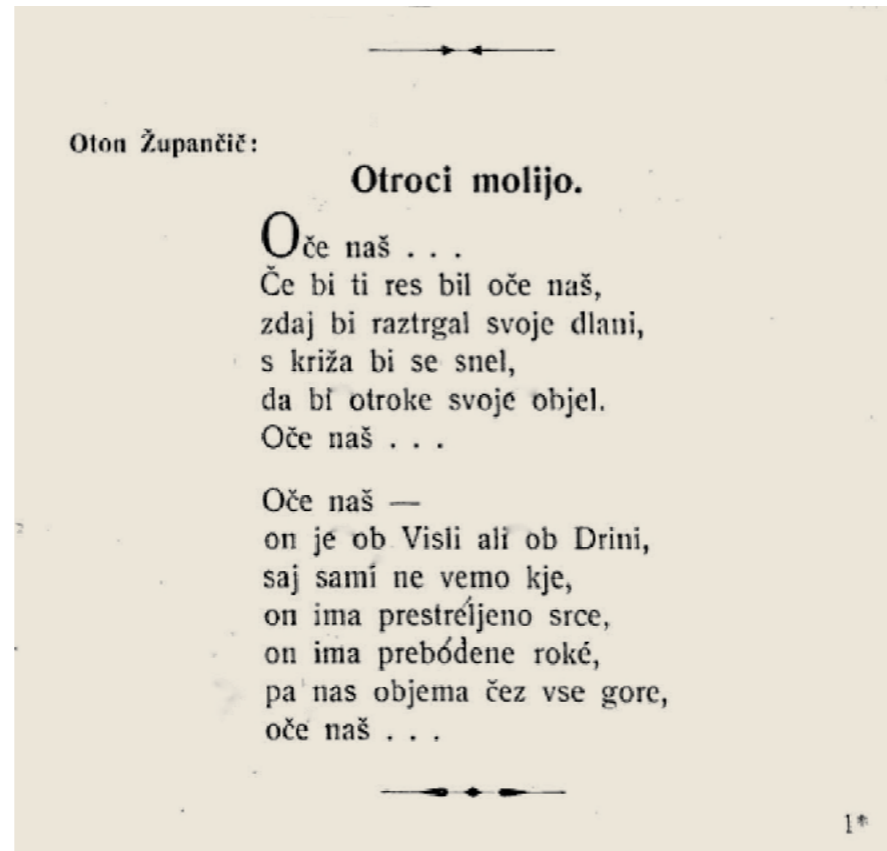 Oton Župančič:
Otroci molijo.
Oče naš . . .
Če bi ti res bil oče naš,
zdaj bi raztrgal svoje dlani,
s križa bi se snel,
da bi otroke svoje objel.
Oče naš . . .
Oče naš —
on je ob Visli ali ob Drini,
saj sami ne vemo kje,
on ima prestréljeno srce,
on ima prebódene roké,
pa nas objema čez vse gore,
oče naš . . .
1*